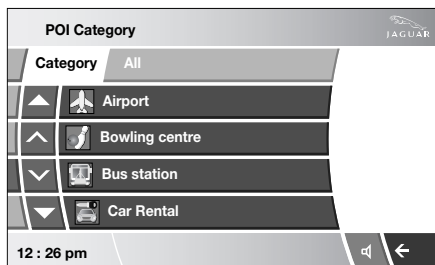 POI Category
JAGUAR
Category All
Airport
Bowling centre
Bus station
Car Rental
12 : 26 pm